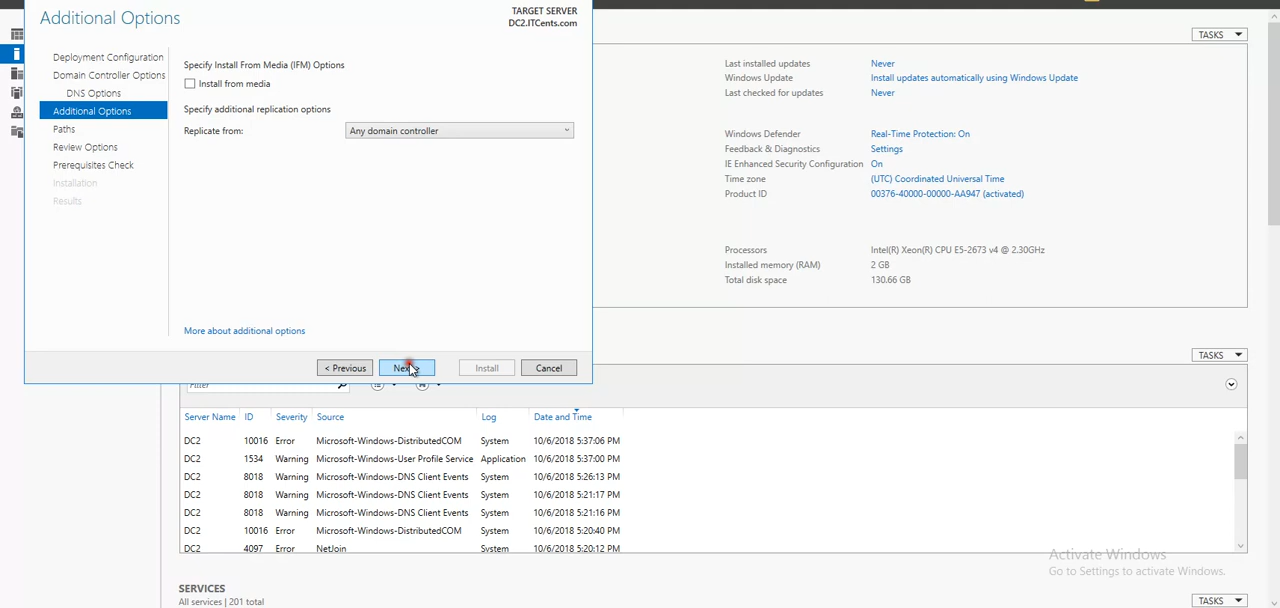 Additional Options
TARGET SERVER
DC2.ITCents.com
Deployment Configuration
Domain Controller Options
DNS Options
Additional Options
Paths
Review Options
Prerequisites Check
Installation
Results
Specify Install From Media (IFM) Options
Install from media
Specify additional replication options
Replicate from: Any domain controller
More about additional options
< Previous Install Cancel
TASKS
Last installed updates Never
Windows Update Install updates automatically using Windows Update
Last checked for updates Never
Windows Defender Real-Time Protection: On
Feedback & Diagnostics Settings
IE Enhanced Security Configuration On
Time zone (UTC) Coordinated Universal Time
Product ID 00376-40000-00000-AA947 (activated)
Processors Intel(R) Xeon(R) CPU E5-2673 v4 @ 2.30GHz
Installed memory (RAM) 2 GB
Total disk space 130.66 GB
TASKS
Filter
Server Name ID Severity Source Log Date and Time
DC2 10016 Error Microsoft-Windows-DistributedCOM System 10/6/2018 5:37:06 PM
DC2 1534 Warning Microsoft-Windows-User Profile Service Application 10/6/2018 5:37:00 PM
DC2 8018 Warning Microsoft-Windows-DNS Client Events System 10/6/2018 5:26:13 PM
DC2 8018 Warning Microsoft-Windows-DNS Client Events System 10/6/2018 5:21:17 PM
DC2 8018 Warning Microsoft-Windows-DNS Client Events System 10/6/2018 5:21:16 PM
DC2 10016 Error Microsoft-Windows-DistributedCOM System 10/6/2018 5:20:40 PM
DC2 4097 Error NetJoin System 10/6/2018 5:20:12 PM
Activate Windows
Go to Settings to activate Windows.
SERVICES
All services | 201 total
TASKS